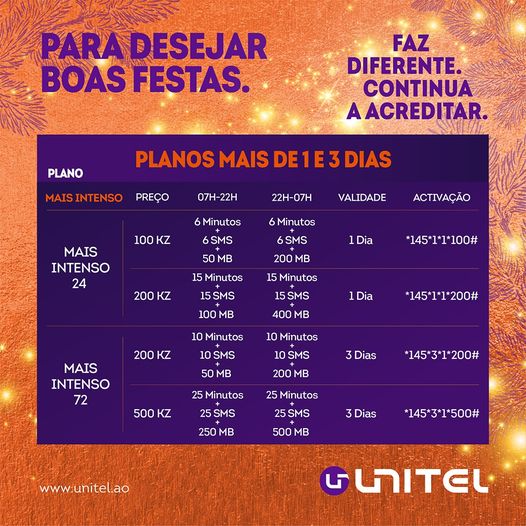 PARA DESEJAR
BOAS FESTAS.
FAZ
DIFERENTE.
CONTINUA
A ACREDITAR.
PLANOS MAIS DE 1 E 3 DIAS
PLANO
MAIS INTENSO PREÇO 07H-22H 22H-07H VALIDADE ACTIVAÇÃO
MAIS
INTENSO
24
100 KZ
6 Minutos
+
6 SMS
+
50 MB
6 Minutos
+
6 SMS
+
200 MB
1 Dia
*145*1*1*100#
200 KZ
15 Minutos
+
15 SMS
+
100 MB
15 Minutos
+
15 SMS
+
400 MB
1 Dia
*145*1*1*200#
MAIS
INTENSO
72
200 KZ
10 Minutos
+
10 SMS
+
50 MB
10 Minutos
+
10 SMS
+
200 MB
3 Dias
*145*3*1*200#
500 KZ
25 Minutos
+
25 SMS
+
250 MB
25 Minutos
+
25 SMS
+
500 MB
3 Dias
*145*3*1*500#
www.unitel.ao
UNITEL